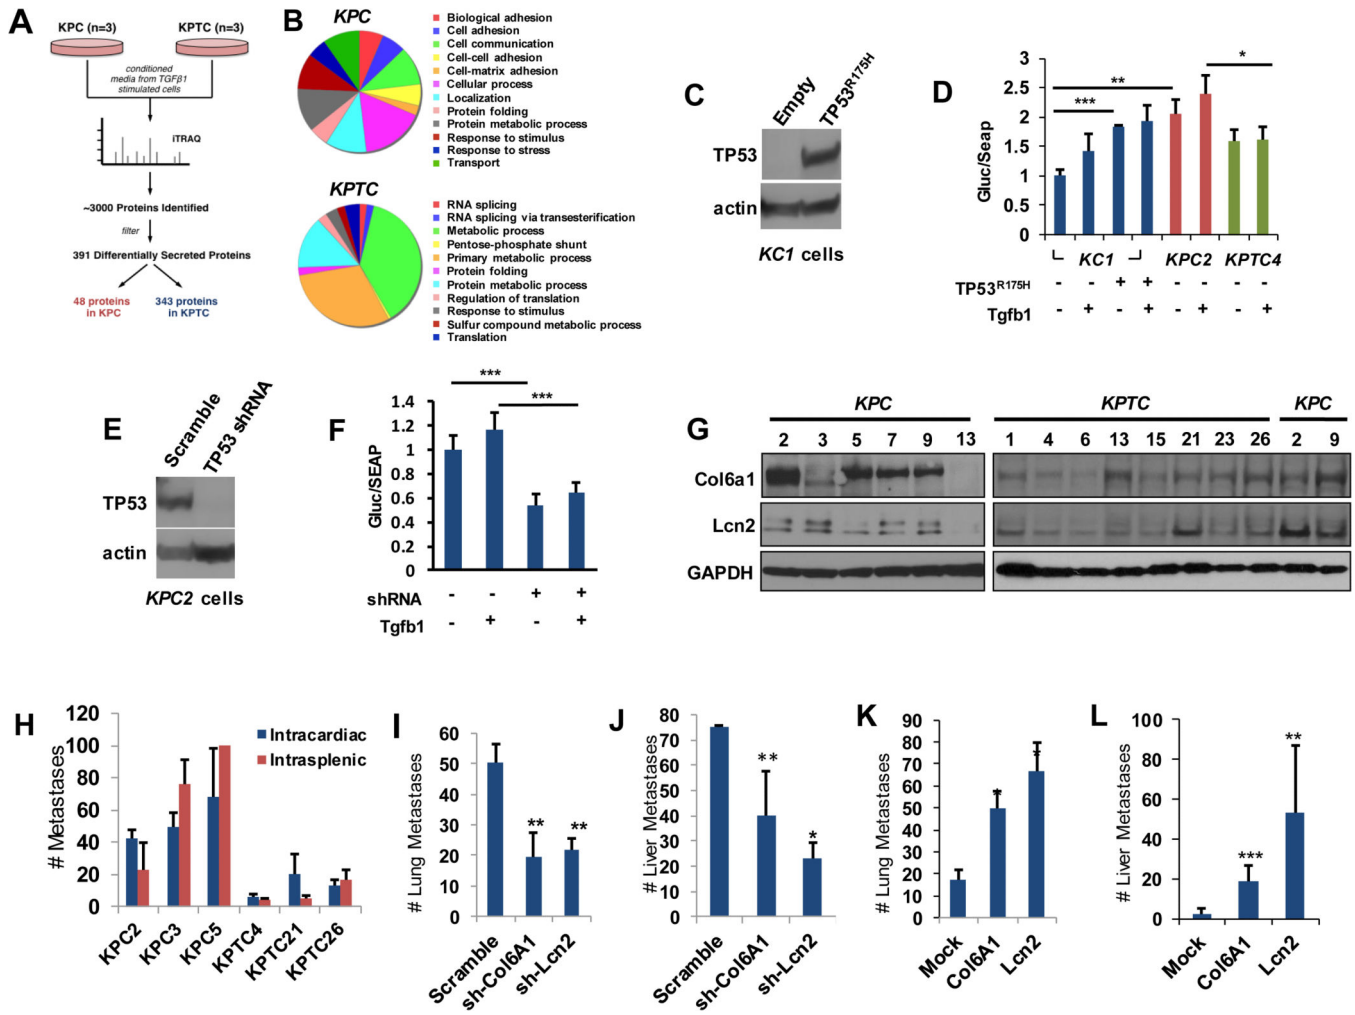 A
KPC (n=3)
KPTC (n=3)
conditioned
media from TGFβ1
stimulated cells
iTRAQ
~3000 Proteins Identified
filter
391 Differentially Secreted Proteins
48 proteins
in KPC
343 proteins
in KPTC
B
KPC
Biological adhesion
Cell adhesion
Cell communication
Cell-cell adhesion
Cell-matrix adhesion
Cellular process
Localization
Protein folding
Protein metabolic process
Response to stimulus
Response to stress
Transport
KPTC
RNA splicing
RNA splicing via transesterification
Metabolic process
Pentose-phosphate shunt
Primary metabolic process
Protein folding
Protein metabolic process
Regulation of translation
Response to stimulus
Sulfur compound metabolic process
Translation
C
Empty
TP53R175H
TP53
actin
KC1 cells
D
Gluc/Seap
3
2.5
2
1.5
1
0.5
0
***
**
*
KC1 KPC2 KPTC4
TP53R175H - - + + - - - -
Tgfb1 - + - + - + - +
E
Scramble
TP53 shRNA
TP53
actin
KPC2 cells
F
Gluc/SEAP
1.4
1.2
1
0.8
0.6
0.4
0.2
0
***
***
shRNA - - + +
Tgfb1 - + - +
G
KPC KPTC KPC
2 3 5 7 9 13 1 4 6 13 15 21 23 26 2 9
Col6a1
Lcn2
GAPDH
H
# Metastases
120
100
80
60
40
20
0
Intracardiac
Intrasplenic
KPC2
KPC3
KPC5
KPTC4
KPTC21
KPTC26
I
# Lung Metastases
60
50
40
30
20
10
0
**
**
Scramble
sh-Col6A1
sh-Lcn2
J
# Liver Metastases
80
70
60
50
40
30
20
10
0
**
*
Scramble
sh-Col6A1
sh-Lcn2
K
# Lung Metastases
90
80
70
60
50
40
30
20
10
0
*
*
Mock
Col6A1
Lcn2
L
# Liver Metastases
100
80
60
40
20
0
***
**
Mock
Col6A1
Lcn2